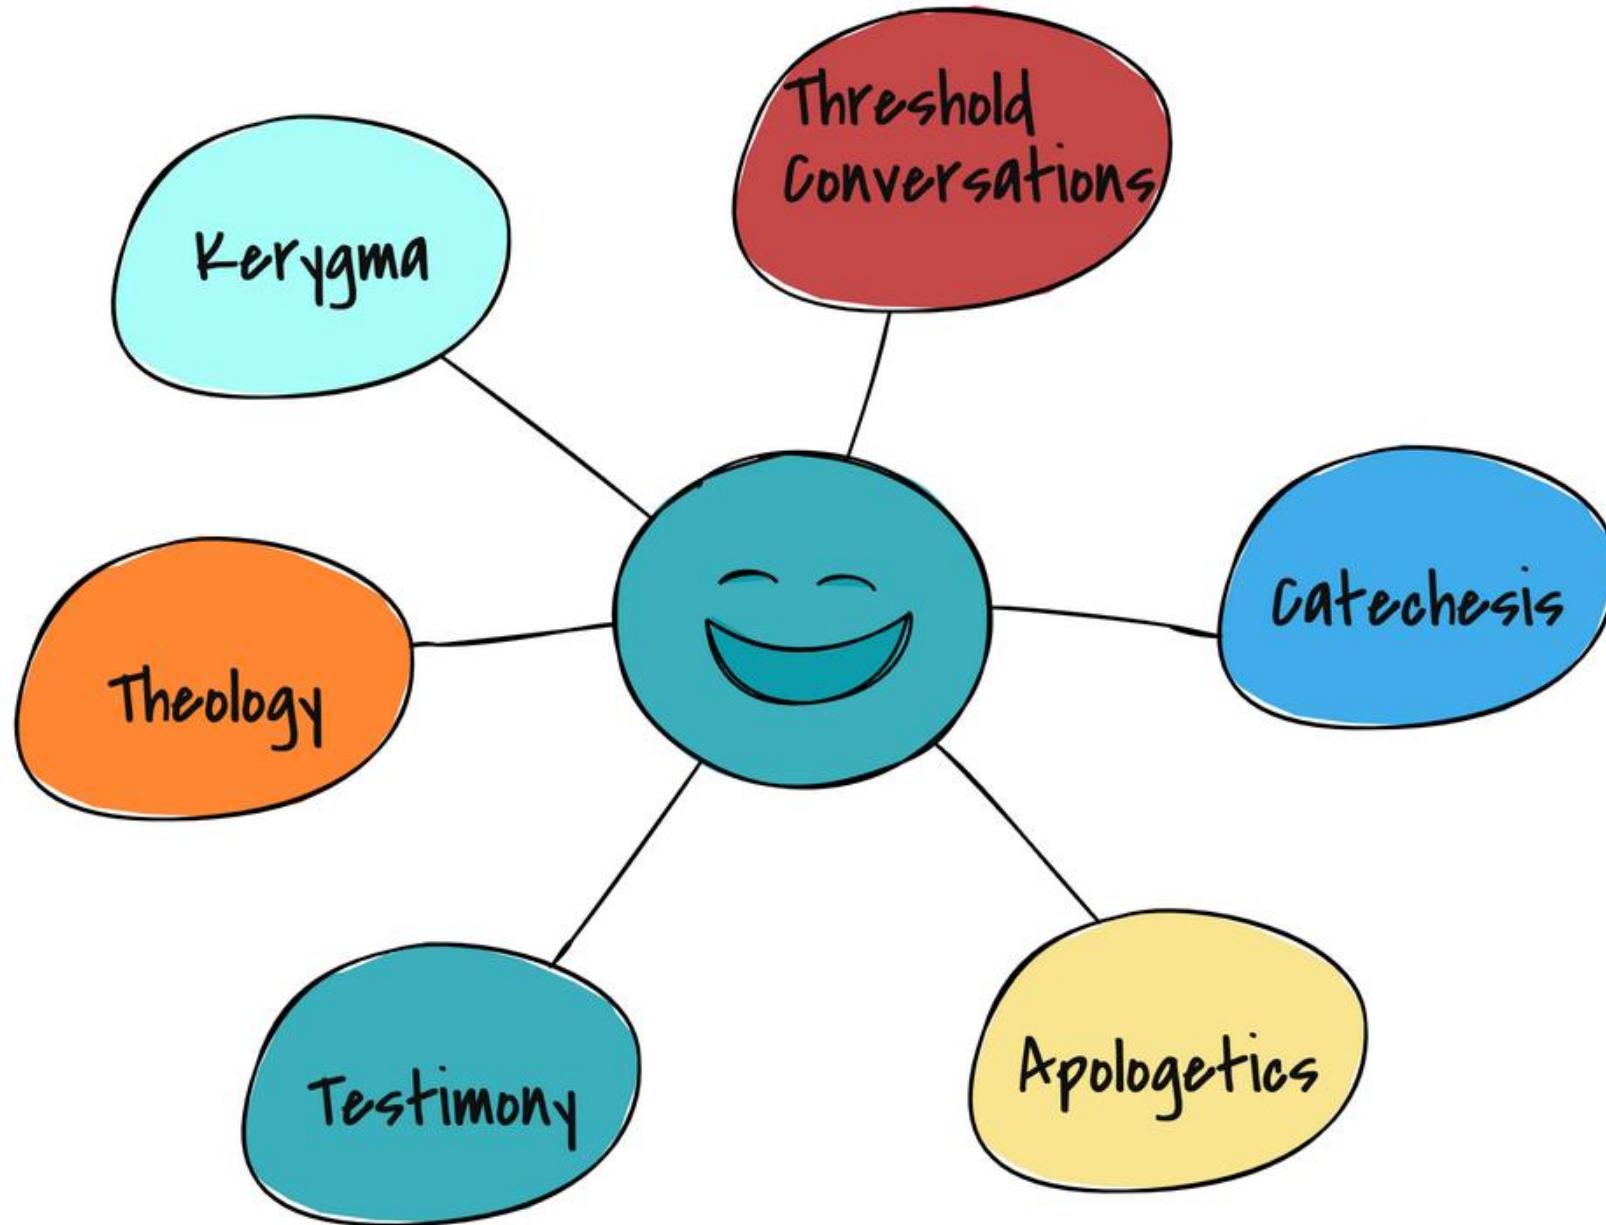 Threshold
Conversations
Kerygma
Catechesis
Theology
Apologetics
Testimony